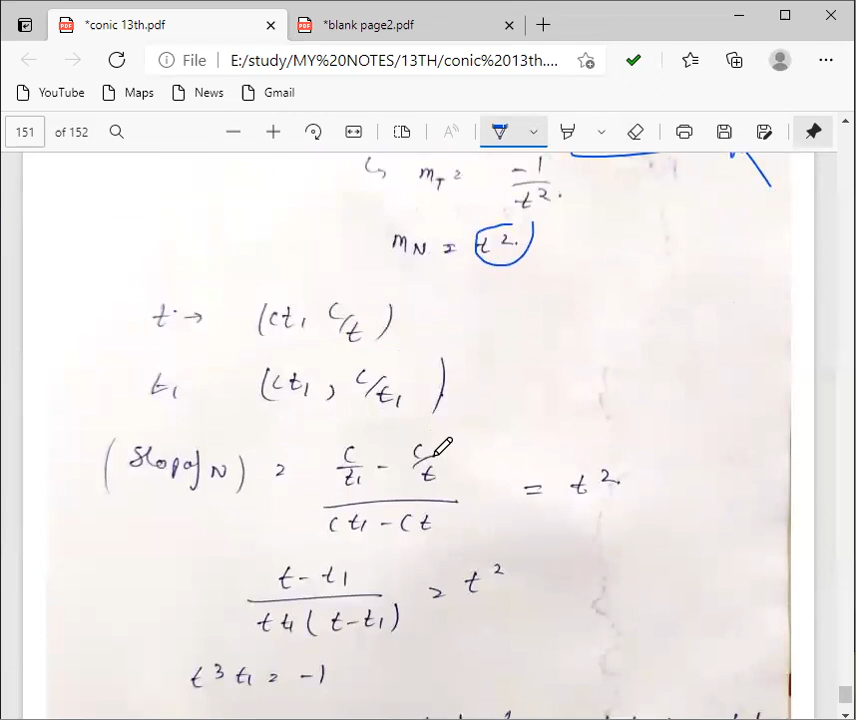 *conic 13th.pdf
*blank page2.pdf
File E:/study/MY%20NOTES/13TH/conic%2013th....
YouTube Maps News Gmail
151 of 152
m_T = -1/t².
m_N = t².
t → (ct, c/t)
t₁ (ct₁, c/t₁)
(Slope of N) = (c/t₁ - c/t)/(ct₁ - ct) = t².
(t - t₁)/(tt₁(t - t₁)) = t²
t³t₁ = -1